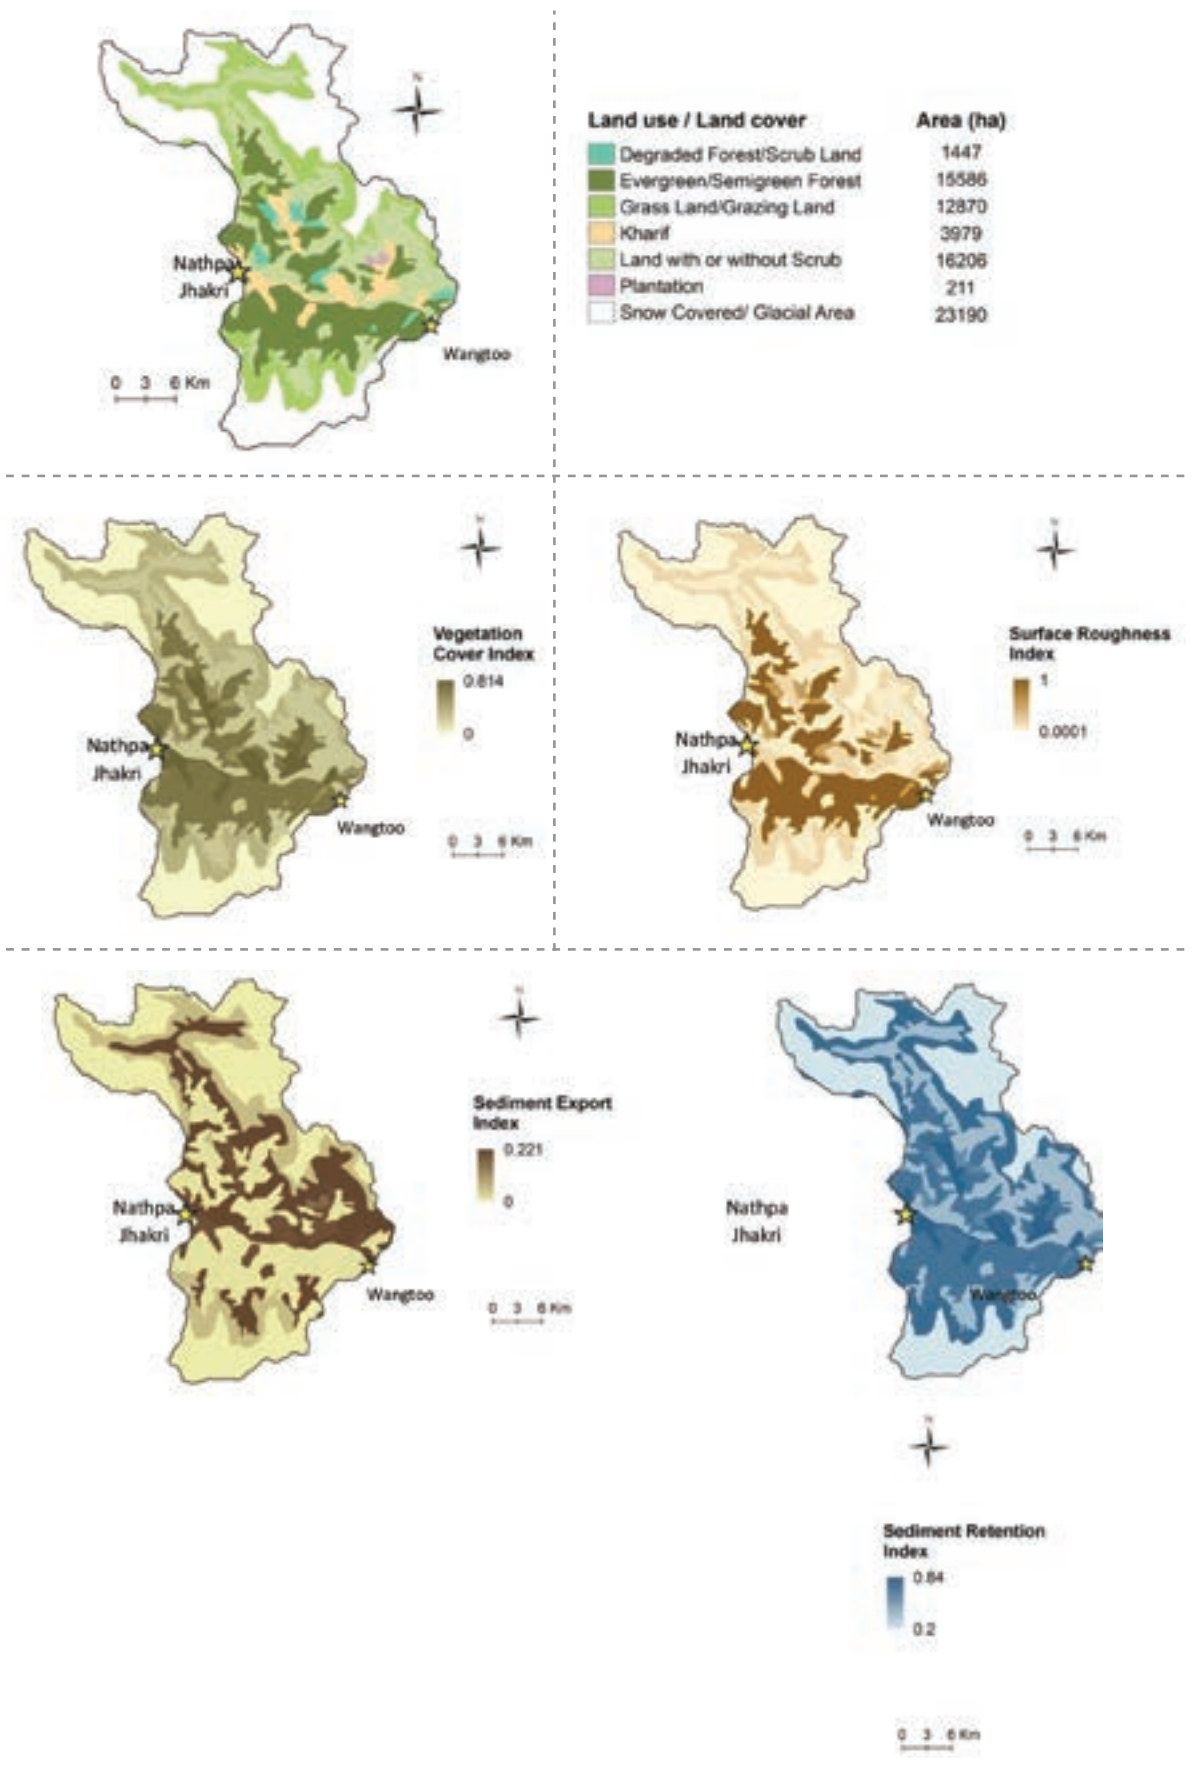 N
Land use / Land cover Area (ha)
Degraded Forest/Scrub Land 1447
Evergreen/Semigreen Forest 15586
Grass Land/Grazing Land 12870
Kharif 3979
Land with or without Scrub 16206
Plantation 211
Snow Covered/ Glacial Area 23190
Nathpa
Jhakri
Wangtoo
0 3 6 Km
N
Vegetation
Cover Index
0.814
0
Nathpa
Jhakri
Wangtoo
0 3 6 Km
N
Surface Roughness
Index
1
0.0001
Nathpa
Jhakri
Wangtoo
0 3 6 Km
N
Sediment Export
Index
0.221
0
Nathpa
Jhakri
Wangtoo
0 3 6 Km
Nathpa
Jhakri
Wangtoo
N
Sediment Retention
Index
0.84
0.2
0 3 6 Km